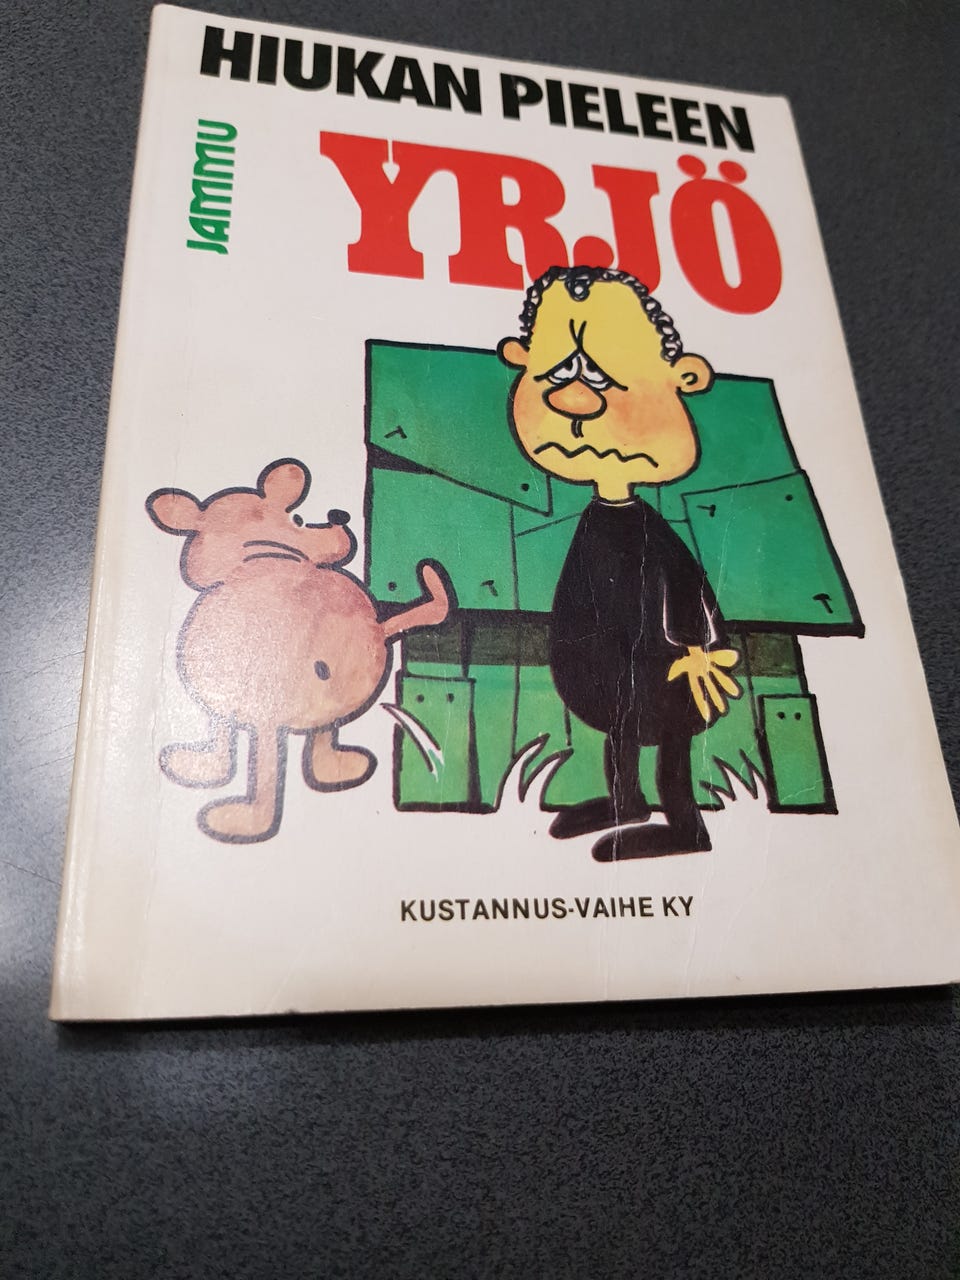 HIUKAN PIELEEN
JAMMU
YRJÖ
KUSTANNUS-VAIHE KY